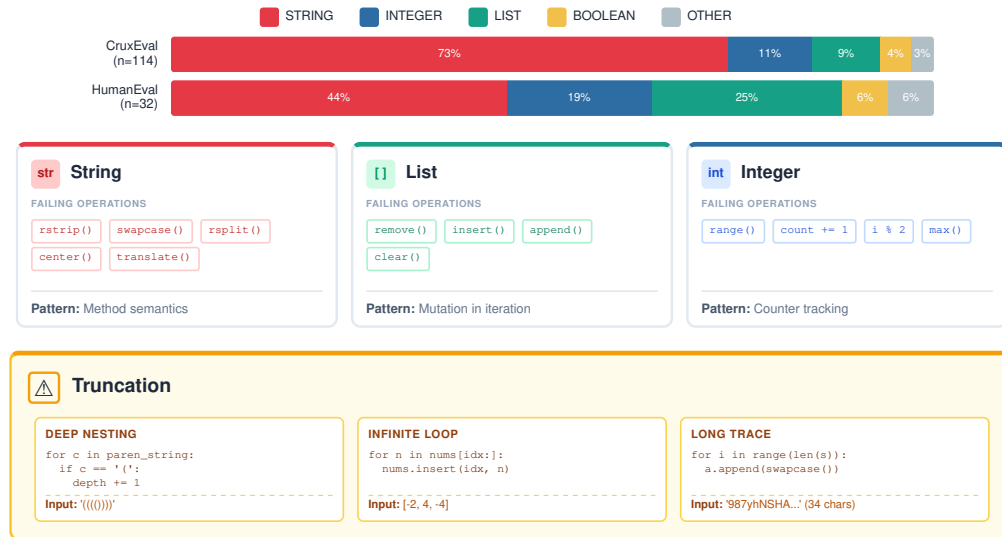 STRING INTEGER LIST BOOLEAN OTHER
CruxEval
(n=114)
73% 11% 9% 4% 3%
HumanEval
(n=32)
44% 19% 25% 6% 6%
str String
FAILING OPERATIONS
rstrip() swapcase() rsplit()
center() translate()
Pattern: Method semantics
[] List
FAILING OPERATIONS
remove() insert() append()
clear()
Pattern: Mutation in iteration
int Integer
FAILING OPERATIONS
range() count += 1 i % 2 max()
Pattern: Counter tracking
⚠ Truncation
DEEP NESTING
for c in paren_string:
if c == '(':
depth += 1
Input: '(((())))'
INFINITE LOOP
for n in nums[idx:]:
nums.insert(idx, n)
Input: [-2, 4, -4]
LONG TRACE
for i in range(len(s)):
a.append(swapcase())
Input: '987yhNSHA...' (34 chars)